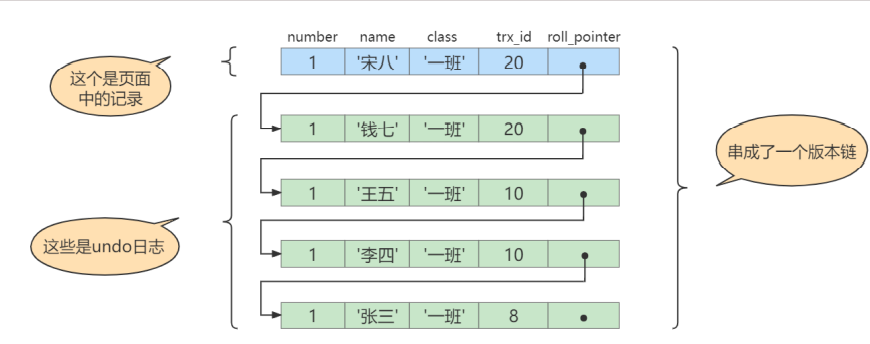 number name class trx_id roll_pointer
1 '宋八' '一班' 20
这个是页面
中的记录
1 '钱七' '一班' 20
串成了一个版本链
1 '王五' '一班' 10
这些是undo日志
1 '李四' '一班' 10
1 '张三' '一班' 8